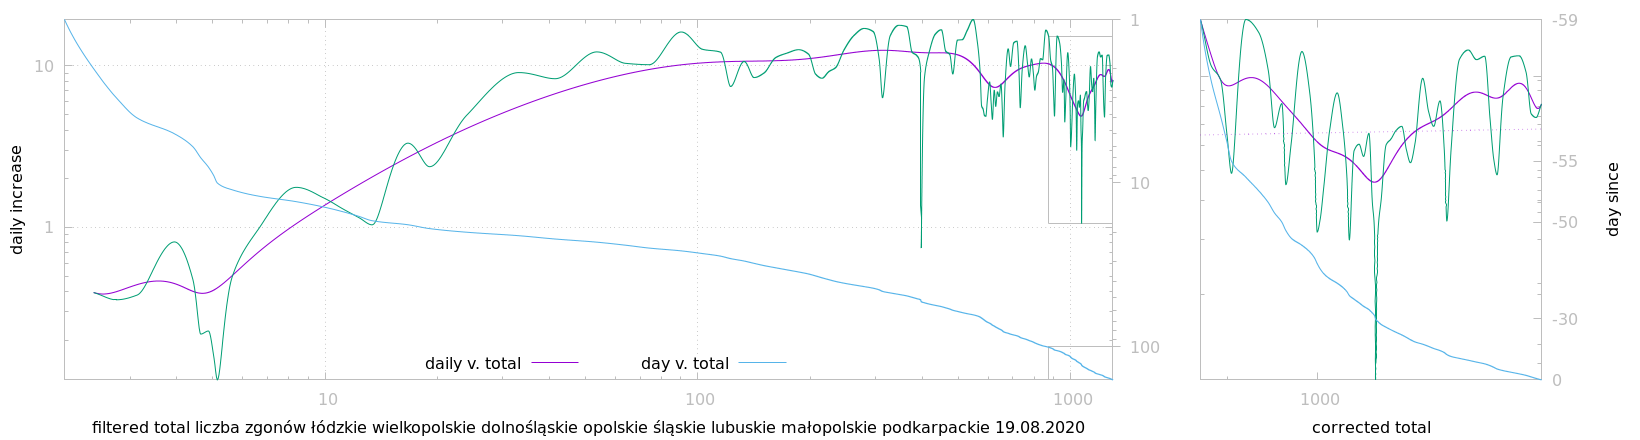 daily increase
10
1
daily v. total
day v. total
1
10
100
10
100
1000
filtered total liczba zgonów łódzkie wielkopolskie dolnośląskie opolskie śląskie lubuskie małopolskie podkarpackie 19.08.2020
-59
-55
-50
-30
0
day since
1000
corrected total